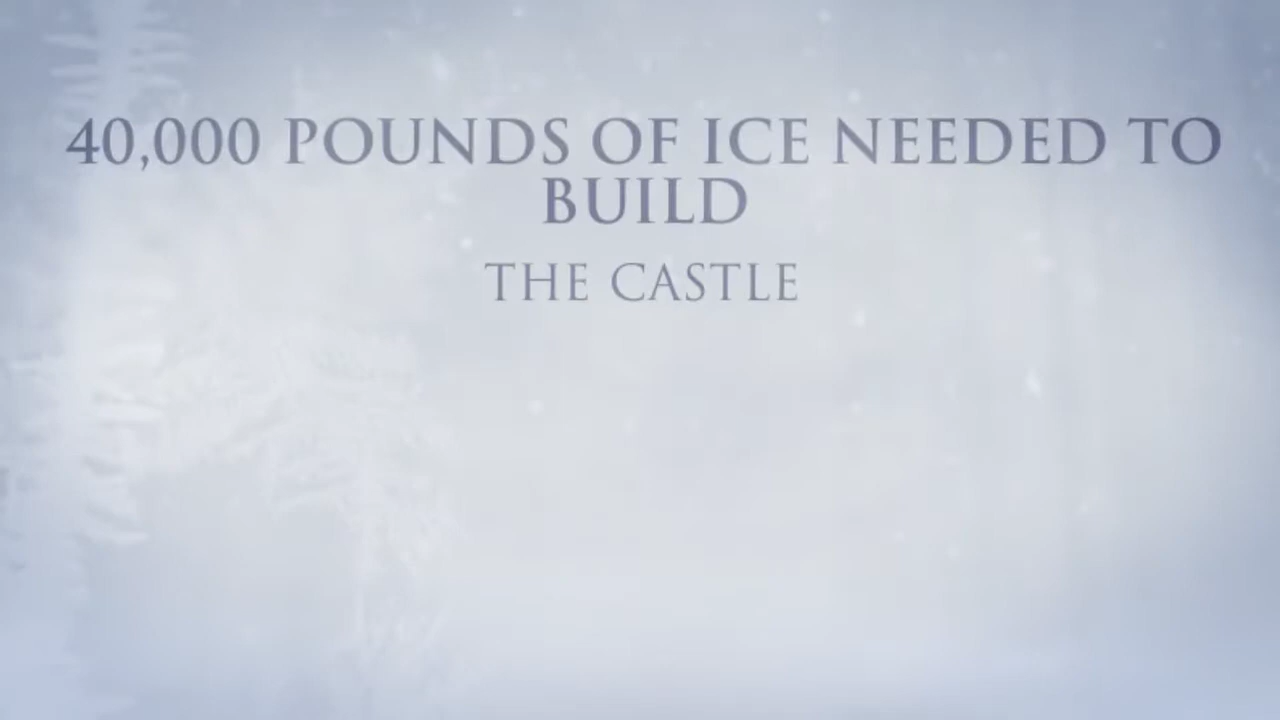 40,000 POUNDS OF ICE NEEDED TO
BUILD
THE CASTLE